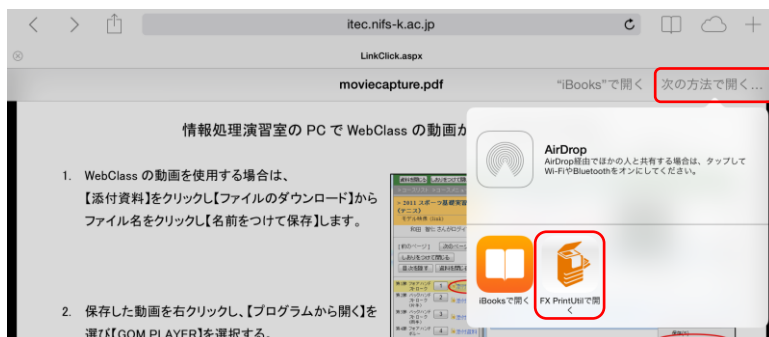 itec.nifs-k.ac.jp
LinkClick.aspx
moviecapture.pdf
"iBooks"で開く
次の方法で開く...
情報処理演習室の PC で WebClass の動画が
1. WebClass の動画を使用する場合は、
【添付資料】をクリックし【ファイルのダウンロード】から
ファイル名をクリックし【名前をつけて保存】します。
2. 保存した動画を右クリックし、【プログラムから開く】を
選び【GOM PLAYER】を選択する。
AirDrop
AirDrop経由でほかの人と共有する場合は、タップして
Wi-FiやBluetoothをオンにしてください。
iBooksで開く
FX PrintUtilで開
く